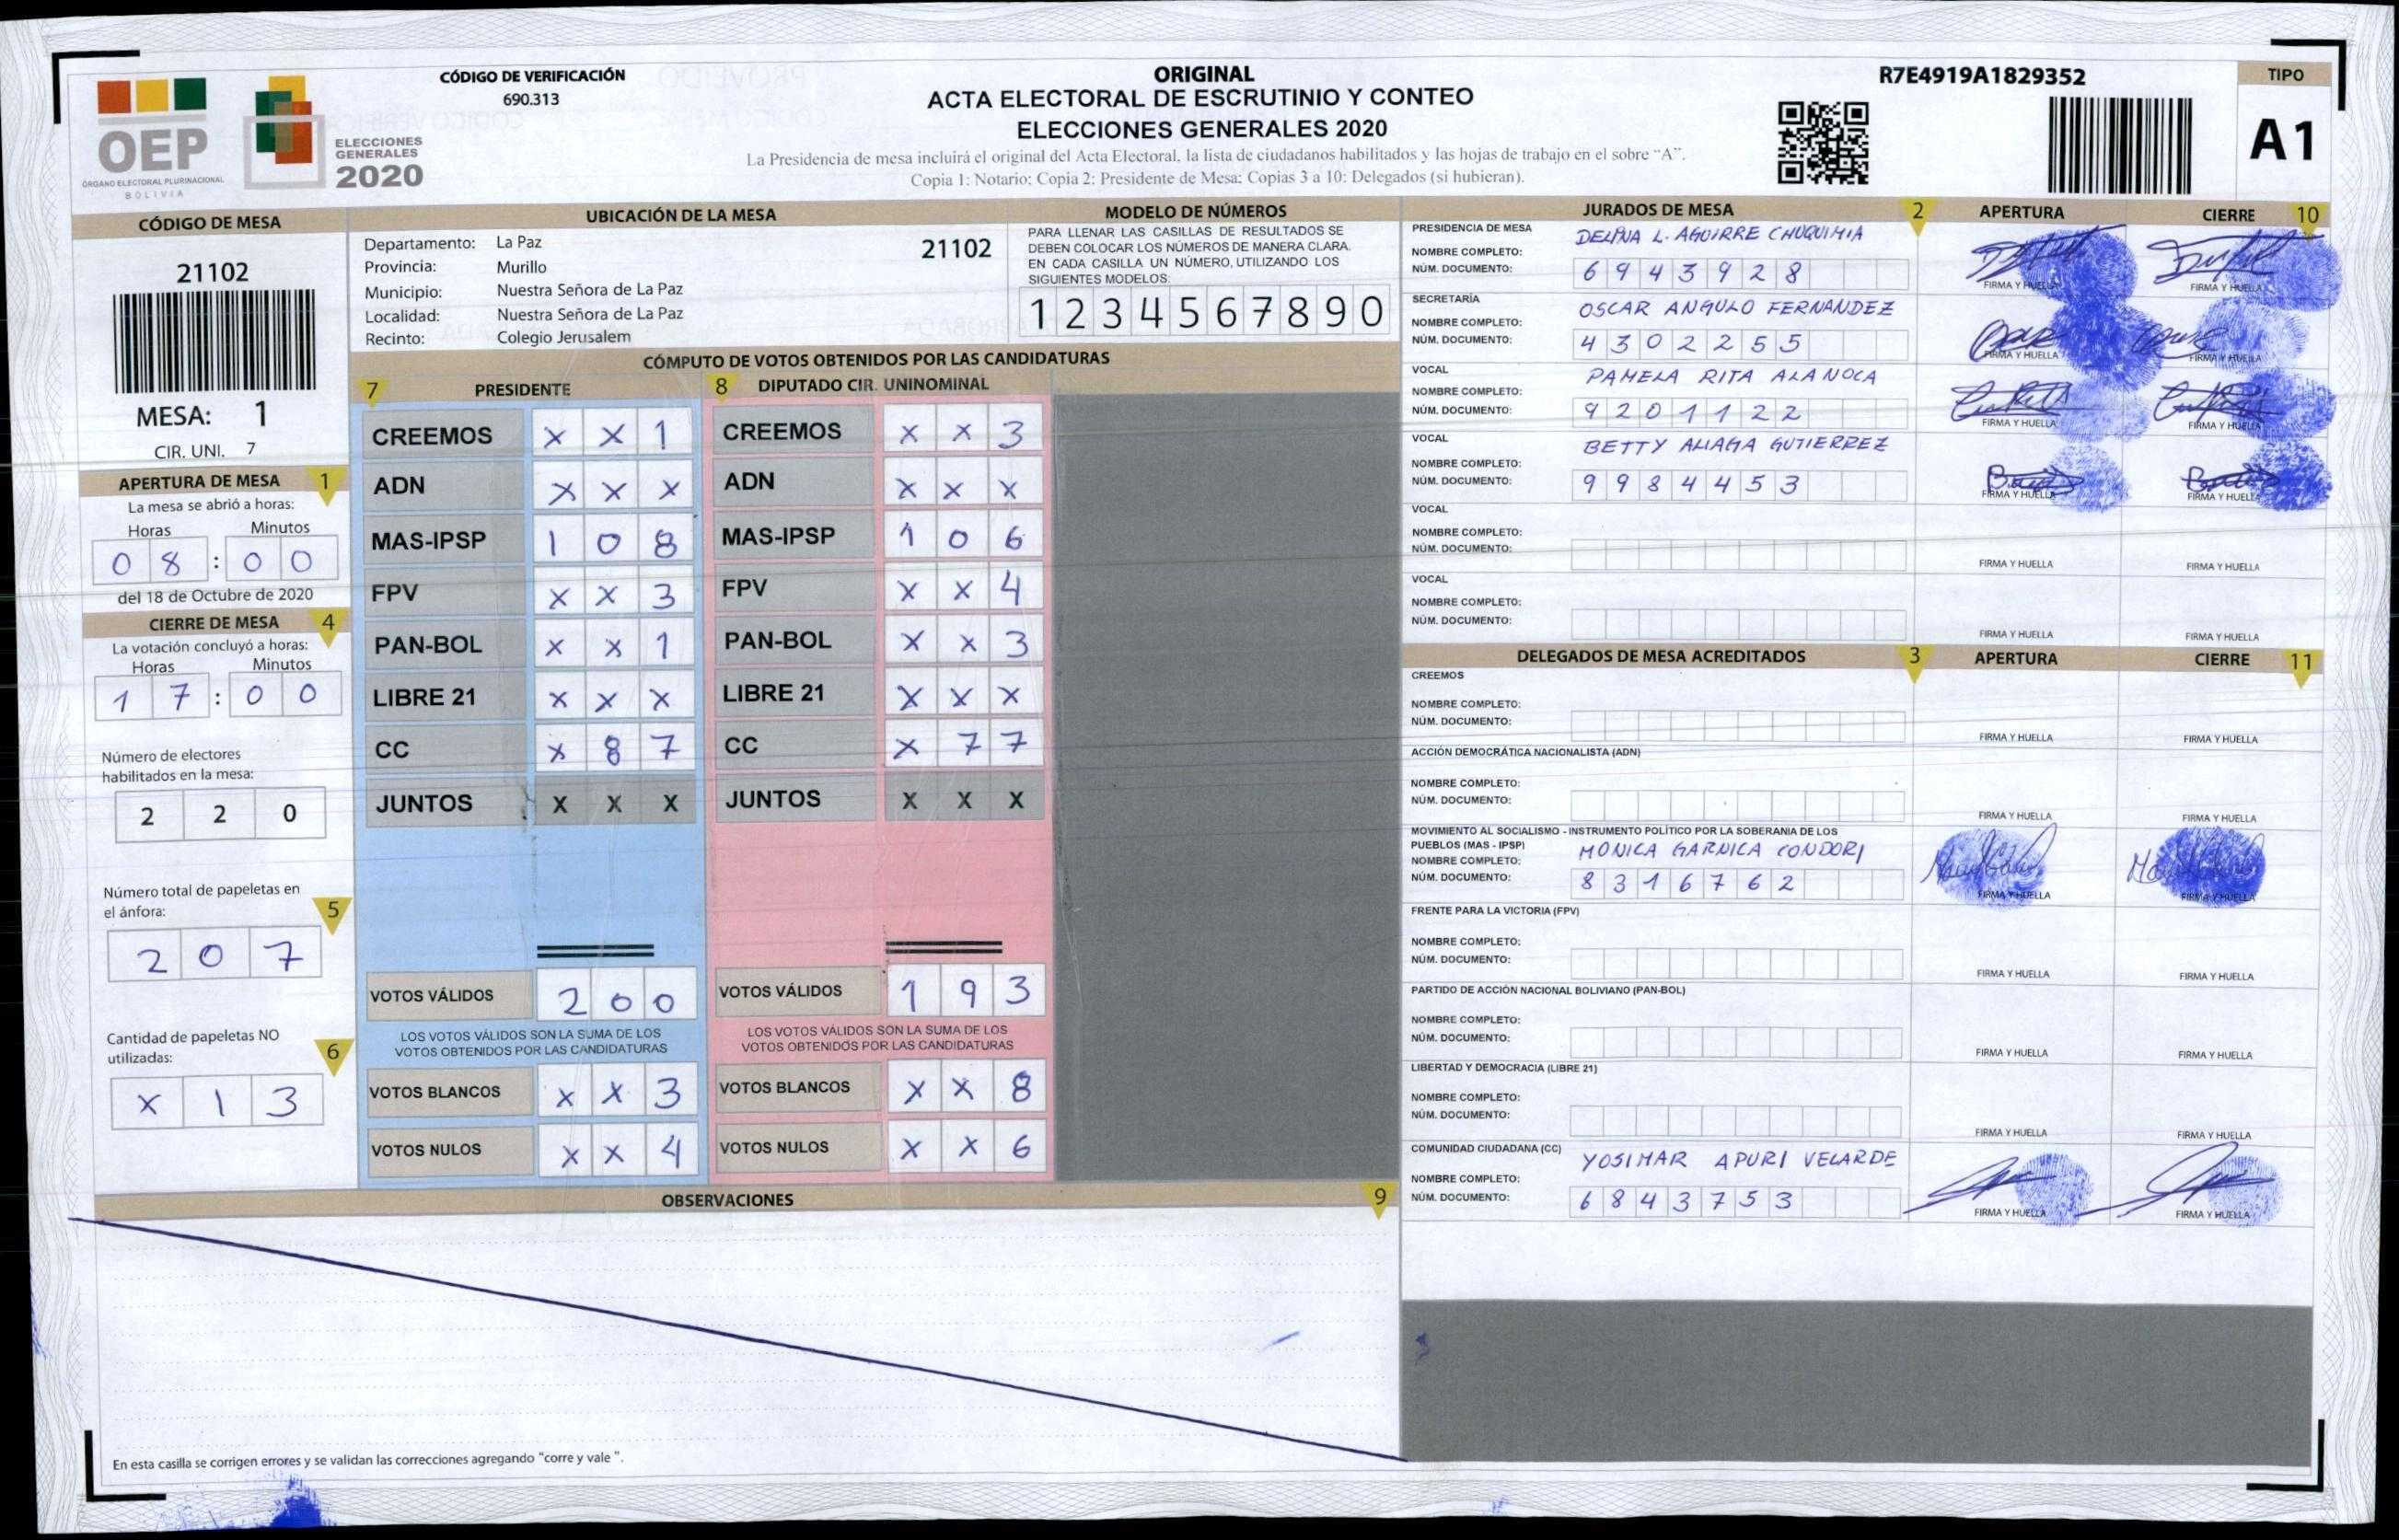 CÓDIGO DE VERIFICACIÓN
690.313
OEP
ÓRGANO ELECTORAL PLURINACIONAL
BOLIVIA
ELECCIONES
GENERALES
2020
ORIGINAL
ACTA ELECTORAL DE ESCRUTINIO Y CONTEO
ELECCIONES GENERALES 2020
La Presidencia de mesa incluirá el original del Acta Electoral, la lista de ciudadanos habilitados y las hojas de trabajo en el sobre “A”.
Copia 1: Notario; Copia 2: Presidente de Mesa; Copias 3 a 10: Delegados (si hubieran).
R7E4919A1829352
TIPO
A1
CÓDIGO DE MESA
21102
MESA: 1
CIR. UNI. 7
APERTURA DE MESA 1
La mesa se abrió a horas:
Horas Minutos
0 8 : 0 0
del 18 de Octubre de 2020
CIERRE DE MESA 4
La votación concluyó a horas:
Horas Minutos
1 7 : 0 0
Número de electores
habilitados en la mesa:
2 2 0
Número total de papeletas en
el ánfora: 5
2 0 7
Cantidad de papeletas NO
utilizadas: 6
X 1 3
UBICACIÓN DE LA MESA
Departamento: La Paz 21102
Provincia: Murillo
Municipio: Nuestra Señora de La Paz
Localidad: Nuestra Señora de La Paz
Recinto: Colegio Jerusalem
MODELO DE NÚMEROS
PARA LLENAR LAS CASILLAS DE RESULTADOS SE
DEBEN COLOCAR LOS NÚMEROS DE MANERA CLARA.
EN CADA CASILLA UN NÚMERO, UTILIZANDO LOS
SIGUIENTES MODELOS:
1 2 3 4 5 6 7 8 9 0
CÓMPUTO DE VOTOS OBTENIDOS POR LAS CANDIDATURAS
7 PRESIDENTE
CREEMOS X X 1
ADN X X X
MAS-IPSP 1 0 8
FPV X X 3
PAN-BOL X X 1
LIBRE 21 X X X
CC X 8 7
JUNTOS X X X
VOTOS VÁLIDOS 2 0 0
LOS VOTOS VÁLIDOS SON LA SUMA DE LOS
VOTOS OBTENIDOS POR LAS CANDIDATURAS
VOTOS BLANCOS X X 3
VOTOS NULOS X X 4
8 DIPUTADO CIR. UNINOMINAL
CREEMOS X X 3
ADN X X X
MAS-IPSP 1 0 6
FPV X X 4
PAN-BOL X X 3
LIBRE 21 X X X
CC X 7 7
JUNTOS X X X
VOTOS VÁLIDOS 1 9 3
LOS VOTOS VÁLIDOS SON LA SUMA DE LOS
VOTOS OBTENIDOS POR LAS CANDIDATURAS
VOTOS BLANCOS X X 8
VOTOS NULOS X X 6
OBSERVACIONES 9
En esta casilla se corrigen errores y se validan las correcciones agregando “corre y vale ”.
JURADOS DE MESA 2 APERTURA CIERRE 10
PRESIDENCIA DE MESA
NOMBRE COMPLETO: DELFINA L. AGUIRRE CHUQUIMIA
NÚM. DOCUMENTO: 6 9 4 3 9 2 8
FIRMA Y HUELLA FIRMA Y HUELLA
SECRETARÍA
NOMBRE COMPLETO: OSCAR ANGULO FERNANDEZ
NÚM. DOCUMENTO: 4 3 0 2 2 5 5
FIRMA Y HUELLA FIRMA Y HUELLA
VOCAL
NOMBRE COMPLETO: PAMELA RITA ALANOCA
NÚM. DOCUMENTO: 9 2 0 1 1 2 2
FIRMA Y HUELLA FIRMA Y HUELLA
VOCAL
NOMBRE COMPLETO: BETTY ALIAGA GUTIERREZ
NÚM. DOCUMENTO: 9 9 8 4 4 5 3
FIRMA Y HUELLA FIRMA Y HUELLA
VOCAL
NOMBRE COMPLETO:
NÚM. DOCUMENTO:
FIRMA Y HUELLA FIRMA Y HUELLA
VOCAL
NOMBRE COMPLETO:
NÚM. DOCUMENTO:
FIRMA Y HUELLA FIRMA Y HUELLA
DELEGADOS DE MESA ACREDITADOS 3 APERTURA CIERRE 11
CREEMOS
NOMBRE COMPLETO:
NÚM. DOCUMENTO:
FIRMA Y HUELLA FIRMA Y HUELLA
ACCIÓN DEMOCRÁTICA NACIONALISTA (ADN)
NOMBRE COMPLETO:
NÚM. DOCUMENTO:
FIRMA Y HUELLA FIRMA Y HUELLA
MOVIMIENTO AL SOCIALISMO - INSTRUMENTO POLÍTICO POR LA SOBERANIA DE LOS
PUEBLOS (MAS - IPSP)
NOMBRE COMPLETO: MONICA GARNICA CONDORI
NÚM. DOCUMENTO: 8 3 1 6 7 6 2
FIRMA Y HUELLA FIRMA Y HUELLA
FRENTE PARA LA VICTORIA (FPV)
NOMBRE COMPLETO:
NÚM. DOCUMENTO:
FIRMA Y HUELLA FIRMA Y HUELLA
PARTIDO DE ACCIÓN NACIONAL BOLIVIANO (PAN-BOL)
NOMBRE COMPLETO:
NÚM. DOCUMENTO:
FIRMA Y HUELLA FIRMA Y HUELLA
LIBERTAD Y DEMOCRACIA (LIBRE 21)
NOMBRE COMPLETO:
NÚM. DOCUMENTO:
FIRMA Y HUELLA FIRMA Y HUELLA
COMUNIDAD CIUDADANA (CC)
NOMBRE COMPLETO: YOSIMAR APURI VELARDE
NÚM. DOCUMENTO: 6 8 4 3 7 5 3
FIRMA Y HUELLA FIRMA Y HUELLA